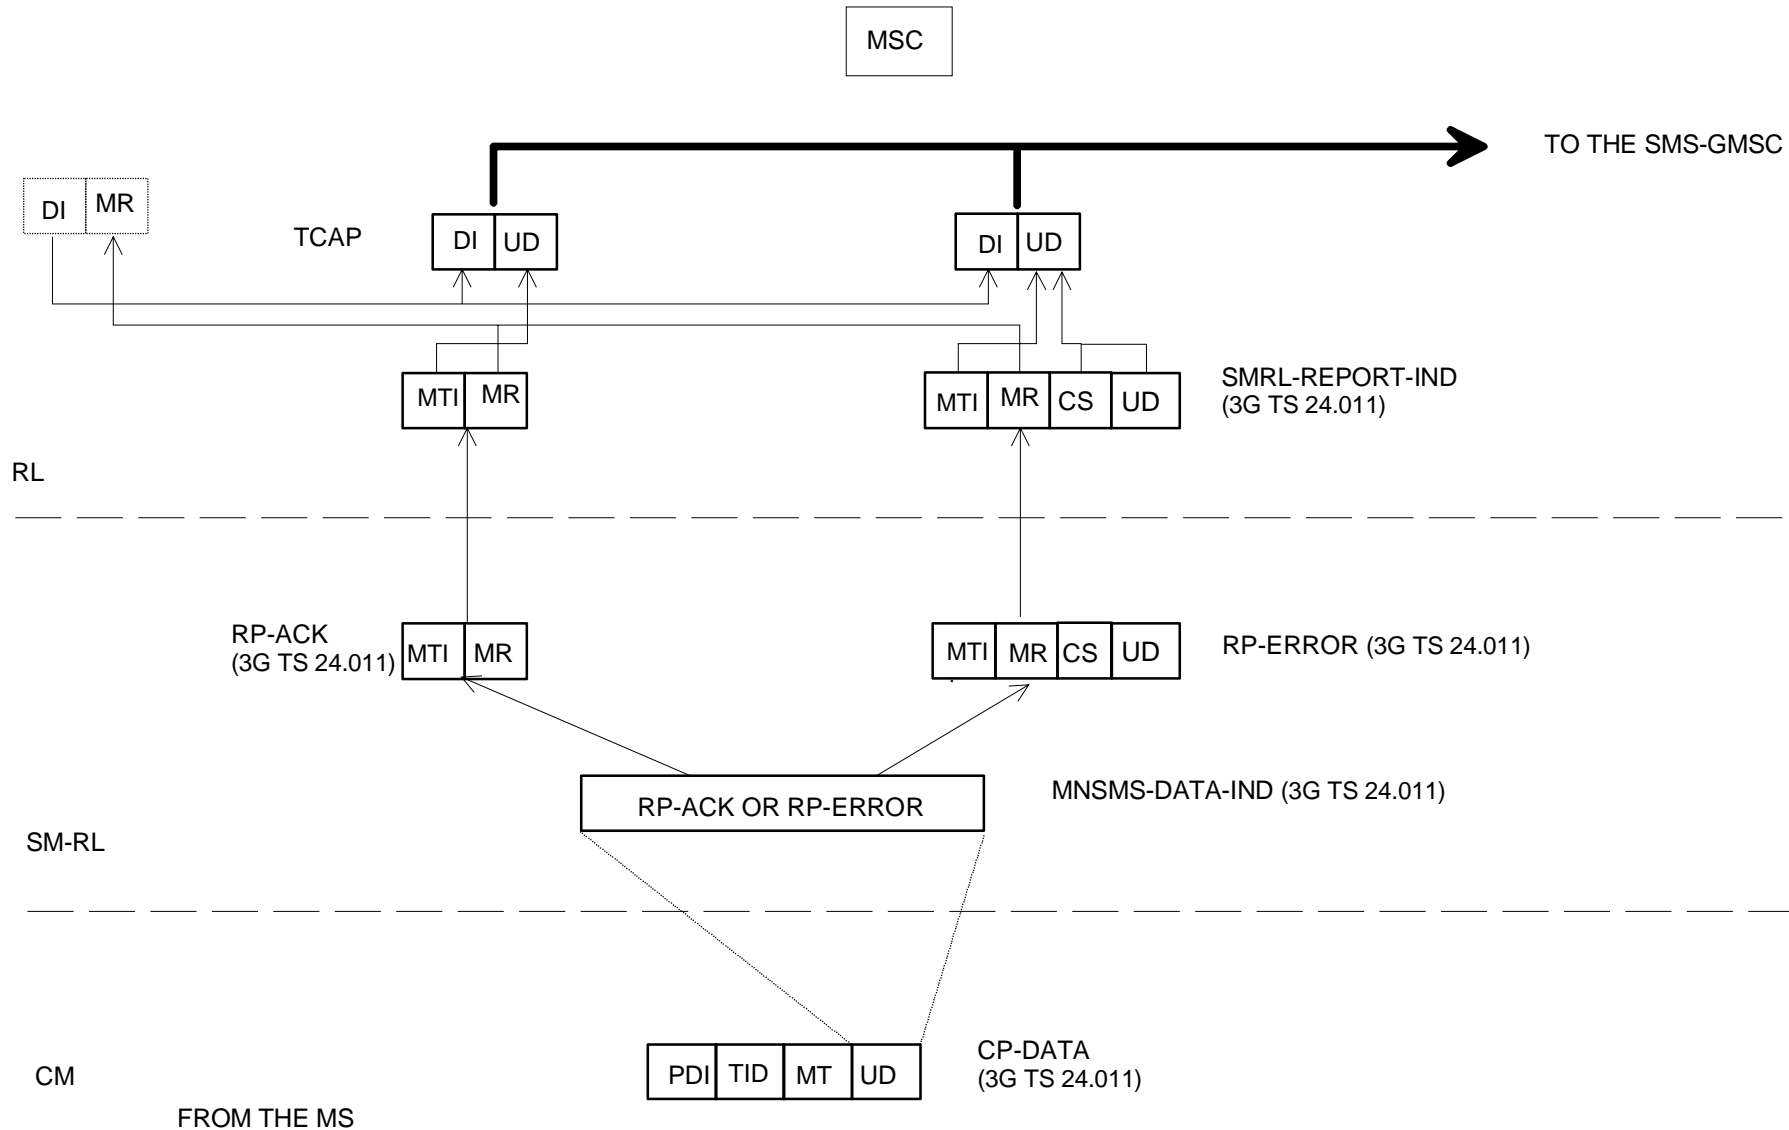 MSC
TO THE SMS-GMSC
DI MR
TCAP
DI UD
DI UD
MTI MR
MTI MR CS UD
SMRL-REPORT-IND
(3G TS 24.011)
RL
RP-ACK
(3G TS 24.011)
MTI MR
MTI MR CS UD
RP-ERROR (3G TS 24.011)
RP-ACK OR RP-ERROR
MNSMS-DATA-IND (3G TS 24.011)
SM-RL
PDI TID MT UD
CP-DATA
(3G TS 24.011)
CM
FROM THE MS